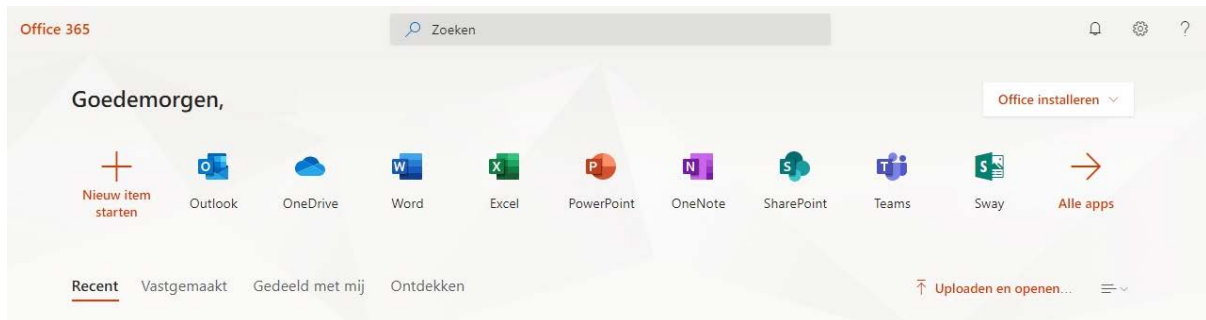 Office 365
Zoeken
?
Goedemorgen,
Office installeren
Nieuw item
starten
Outlook
OneDrive
Word
Excel
PowerPoint
OneNote
SharePoint
Teams
Sway
Alle apps
Recent Vastgemaakt Gedeeld met mij Ontdekken
Uploaden en openen...